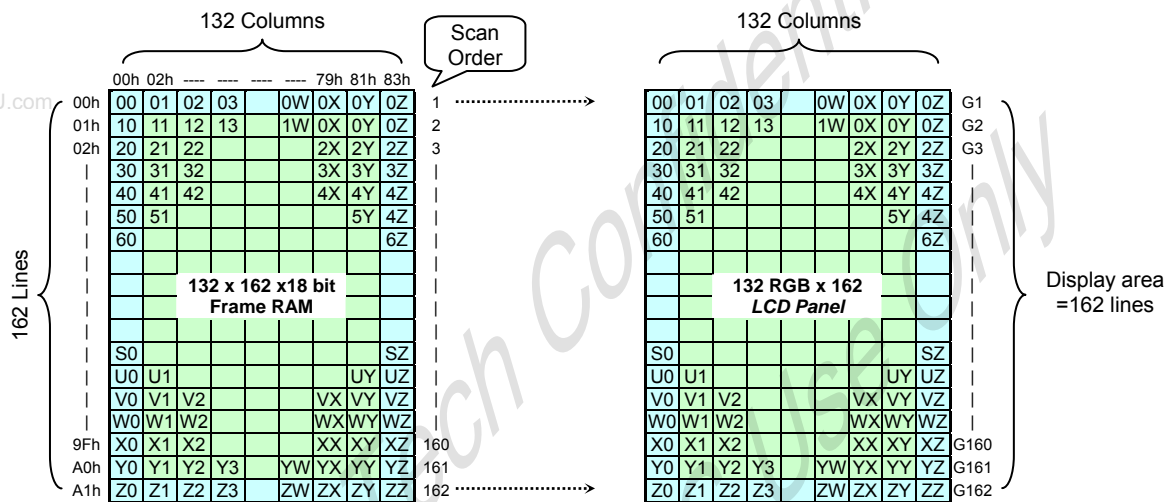 132 Columns
Scan Order
132 Columns
00h 02h ---- ---- ---- ---- 79h 81h 83h
00h 00 01 02 03 0W 0X 0Y 0Z 1 00 01 02 03 0W 0X 0Y 0Z G1
01h 10 11 12 13 1W 0X 0Y 0Z 2 10 11 12 13 1W 0X 0Y 0Z G2
02h 20 21 22 2X 2Y 2Z 3 20 21 22 2X 2Y 2Z G3
30 31 32 3X 3Y 3Z 30 31 32 3X 3Y 3Z
40 41 42 4X 4Y 4Z 40 41 42 4X 4Y 4Z
50 51 5Y 4Z 50 51 5Y 4Z
60 6Z 60 6Z
162 Lines
132 x 162 x18 bit
Frame RAM
132 RGB x 162
LCD Panel
Display area
=162 lines
S0 SZ S0 SZ
U0 U1 UY UZ U0 U1 UY UZ
V0 V1 V2 VX VY VZ V0 V1 V2 VX VY VZ
W0 W1 W2 WX WY WZ W0 W1 W2 WX WY WZ
9Fh X0 X1 X2 XX XY XZ 160 X0 X1 X2 XX XY XZ G160
A0h Y0 Y1 Y2 Y3 YW YX YY YZ 161 Y0 Y1 Y2 Y3 YW YX YY YZ G161
A1h Z0 Z1 Z2 Z3 ZW ZX ZY ZZ 162 Z0 Z1 Z2 Z3 ZW ZX ZY ZZ G162
Use Only